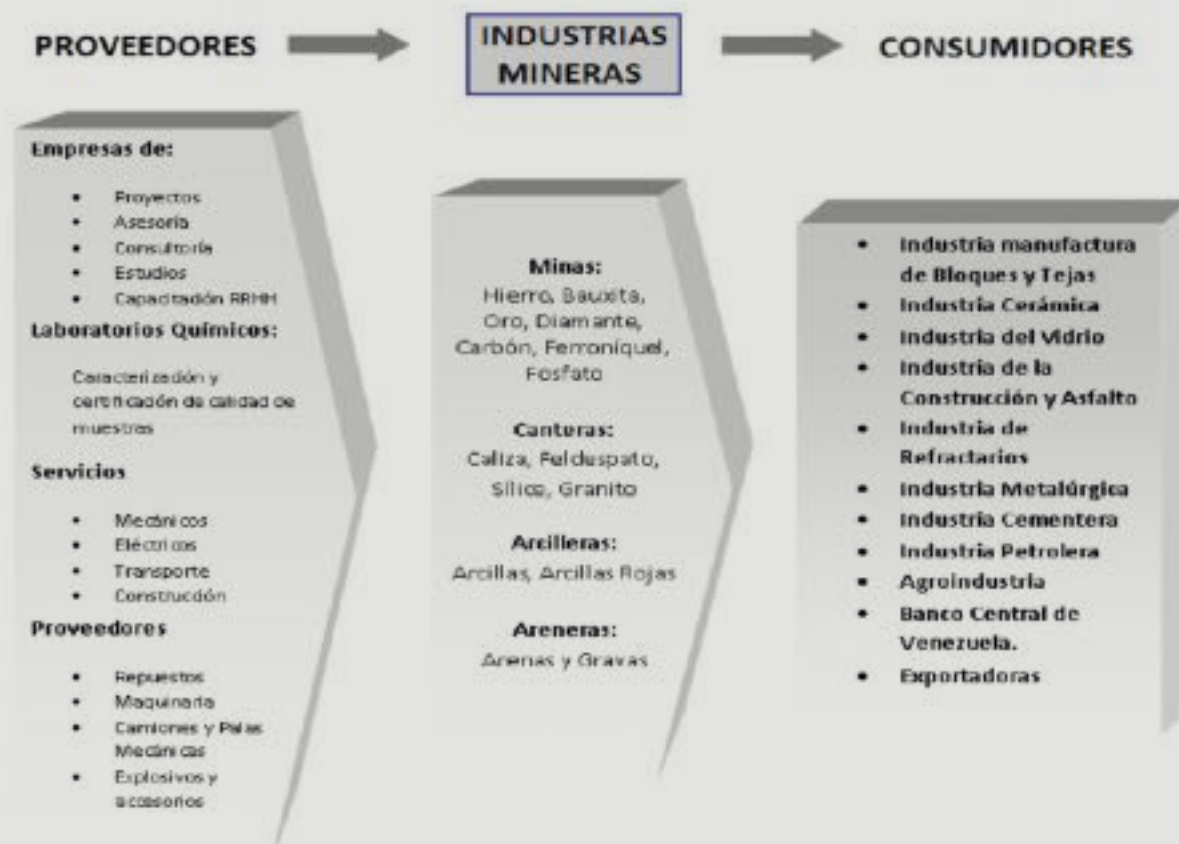 PROVEEDORES
INDUSTRIAS
MINERAS
CONSUMIDORES
Empresas de:
• Proyectos
• Asesoría
• Consultoría
• Estudios
• Capacitación RRHH
Laboratorios Químicos:
Caracterización y
certificación de calidad de
muestras
Servicios
• Mecánicos
• Eléctricos
• Transporte
• Construcción
Proveedores
• Repuestos
• Maquinaria
• Camiones y Palas
Mecánicas
• Explosivos y
accesorios
Minas:
Hierro, Bauxita,
Oro, Diamante,
Carbón, Ferroníquel,
Fosfato
Canteras:
Caliza, Feldespato,
Sílice, Granito
Arcilleras:
Arcillas, Arcillas Rojas
Areneras:
Arenas y Gravas
• Industria manufactura
de Bloques y Tejas
• Industria Cerámica
• Industria del Vidrio
• Industria de la
Construcción y Asfalto
• Industria de
Refractarios
• Industria Metalúrgica
• Industria Cementera
• Industria Petrolera
• Agroindustria
• Banco Central de
Venezuela.
• Exportadoras